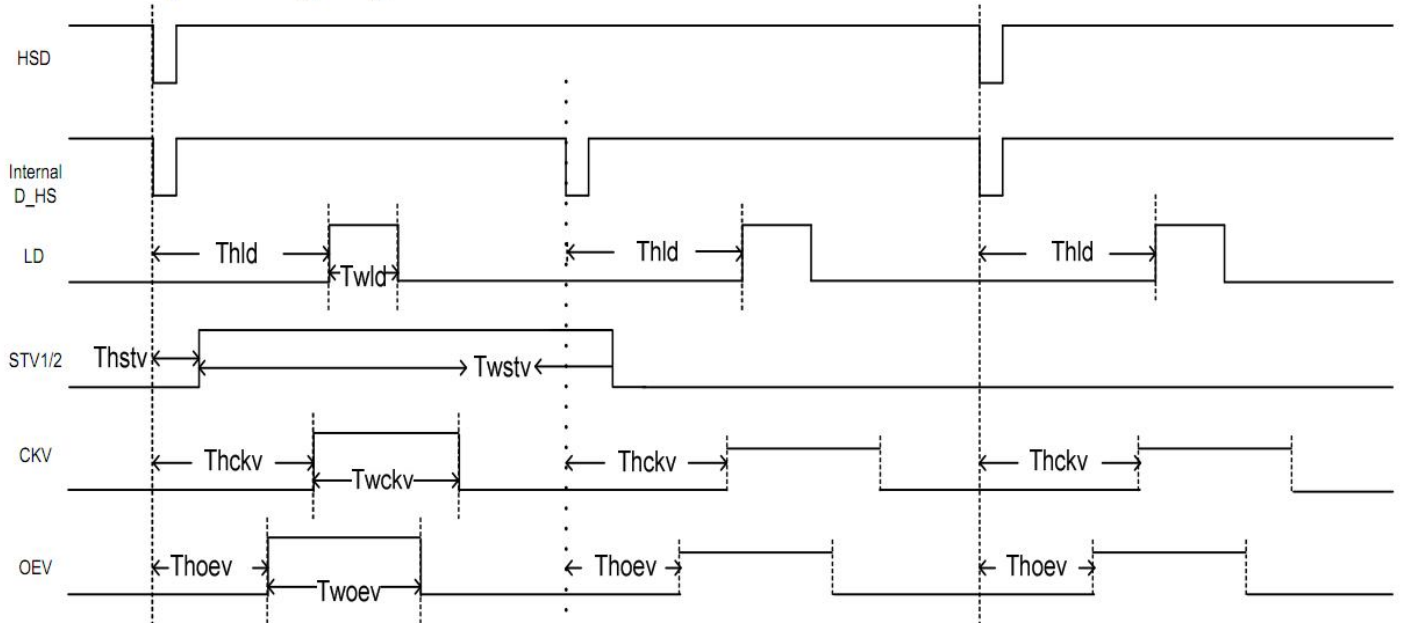 HSD
Internal
D_HS
LD
Thld
Twld
Thld
Thld
STV1/2
Thstv
Twstv
CKV
Thckv
Twckv
Thckv
Thckv
OEV
Thoev
Twoev
Thoev
Thoev